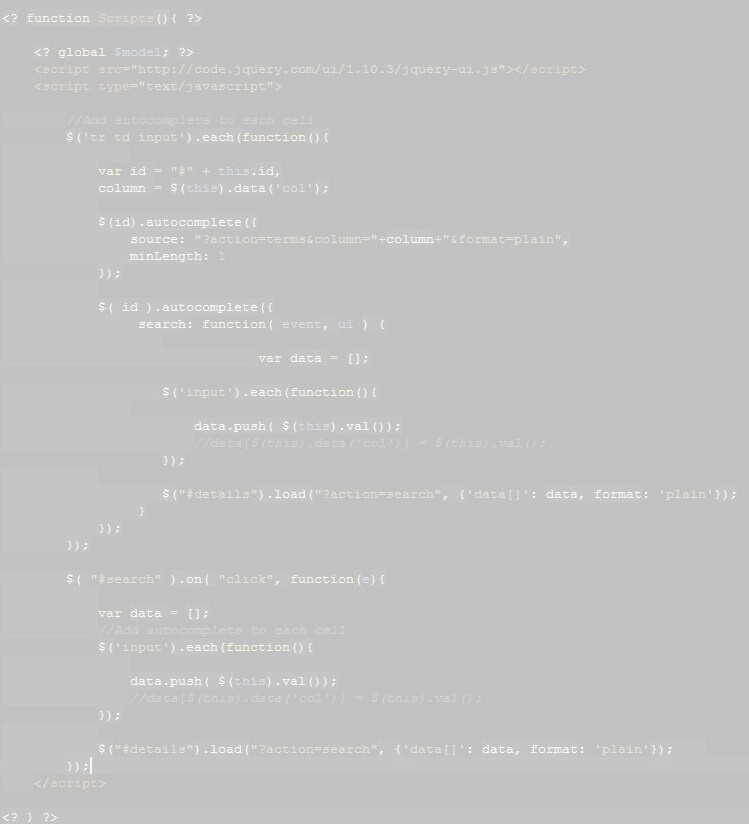 <? function Scripts(){ ?>
<? global $model; ?>
<script src="http://code.jquery.com/ui/1.10.3/jquery-ui.js"></script>
<script type="text/javascript">
//Add autocomplete to each cell
$('tr td input').each(function(){
var id = "#" + this.id,
column = $(this).data('col');
$(id).autocomplete({
source: "?action=terms&column="+column+"&format=plain",
minLength: 1
});
$( id ).autocomplete({
search: function( event, ui ) {
var data = [];
$('input').each(function(){
data.push( $(this).val());
//data[$(this).data('col')] = $(this).val();
});
$("#details").load("?action=search", {'data[]': data, format: 'plain'});
}
});
});
$( "#search" ).on( "click", function(e){
var data = [];
//Add autocomplete to each cell
$('input').each(function(){
data.push( $(this).val());
//data[$(this).data('col')] = $(this).val();
});
$("#details").load("?action=search", {'data[]': data, format: 'plain'});
});
</script>
<? } ?>